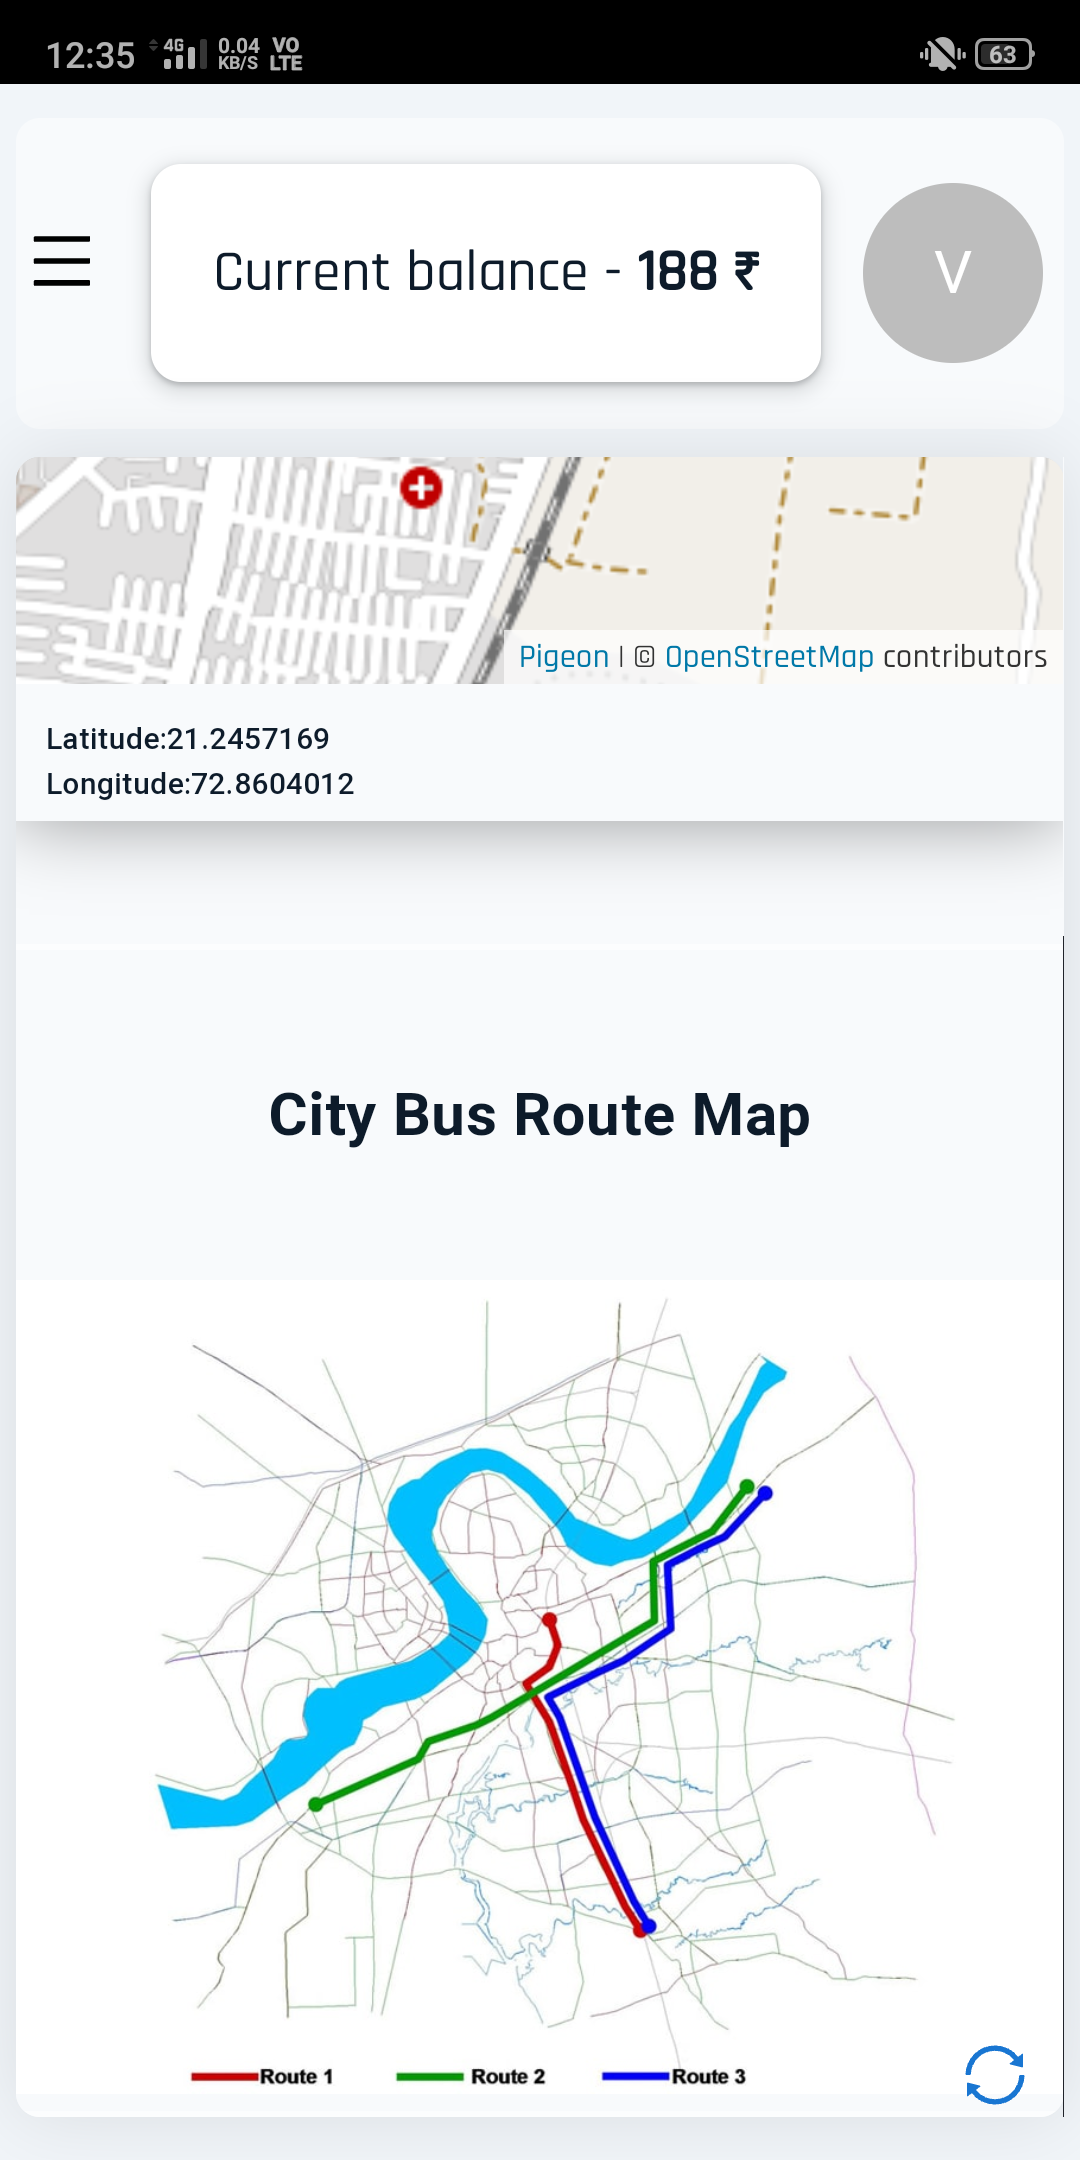 12:35 4G 0.04 KB/S VO LTE 63
Current balance - 188 ₹
V
Pigeon | © OpenStreetMap contributors
Latitude:21.2457169
Longitude:72.8604012
City Bus Route Map
Route 1 Route 2 Route 3